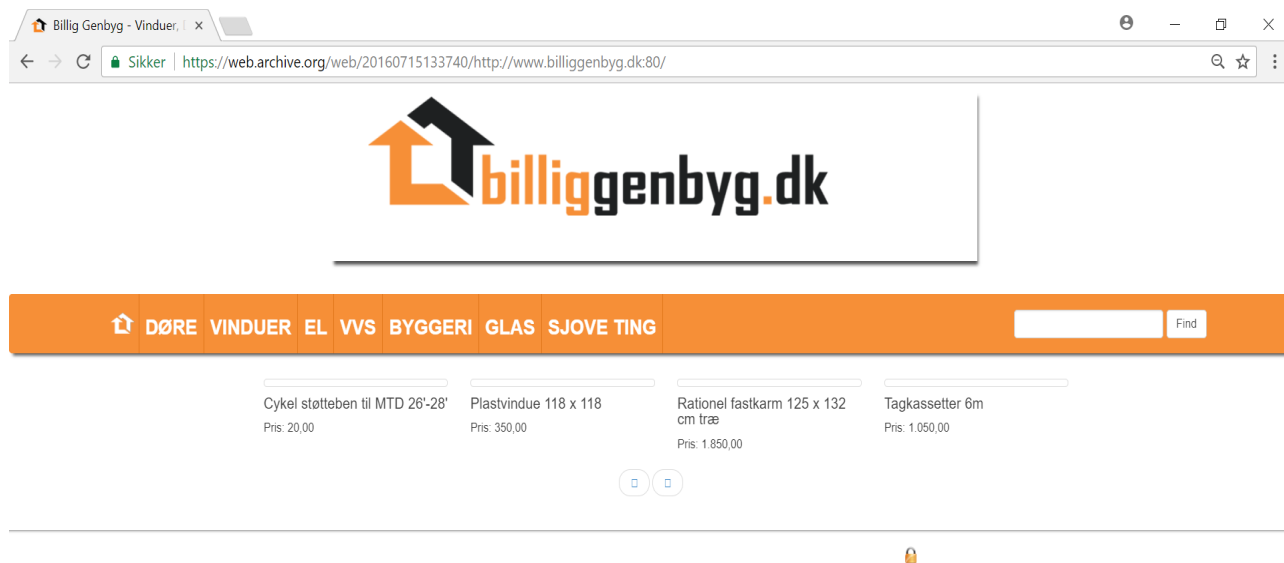 Billig Genbyg - Vinduer,
Sikker https://web.archive.org/web/20160715133740/http://www.billiggenbyg.dk:80/
billiggenbyg.dk
DØRE VINDUER EL VVS BYGGERI GLAS SJOVE TING Find
Cykel støtteben til MTD 26'-28'
Pris: 20,00
Plastvindue 118 x 118
Pris: 350,00
Rationel fastkarm 125 x 132
cm træ
Pris: 1.850,00
Tagkassetter 6m
Pris: 1.050,00